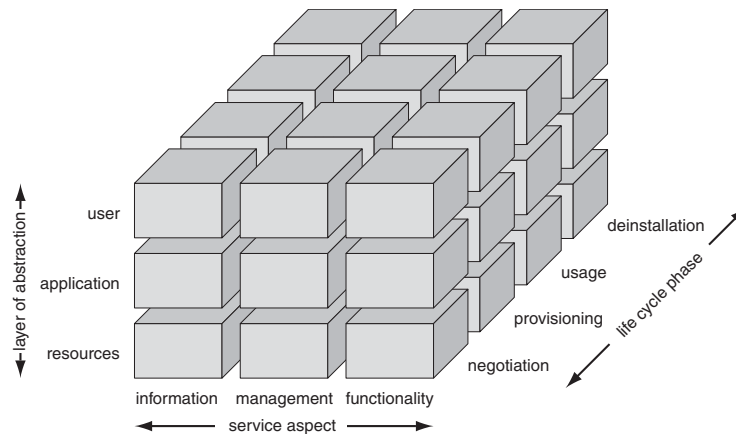 user
application
resources
layer of abstraction
information management functionality
service aspect
deinstallation
usage
provisioning
negotiation
life cycle phase